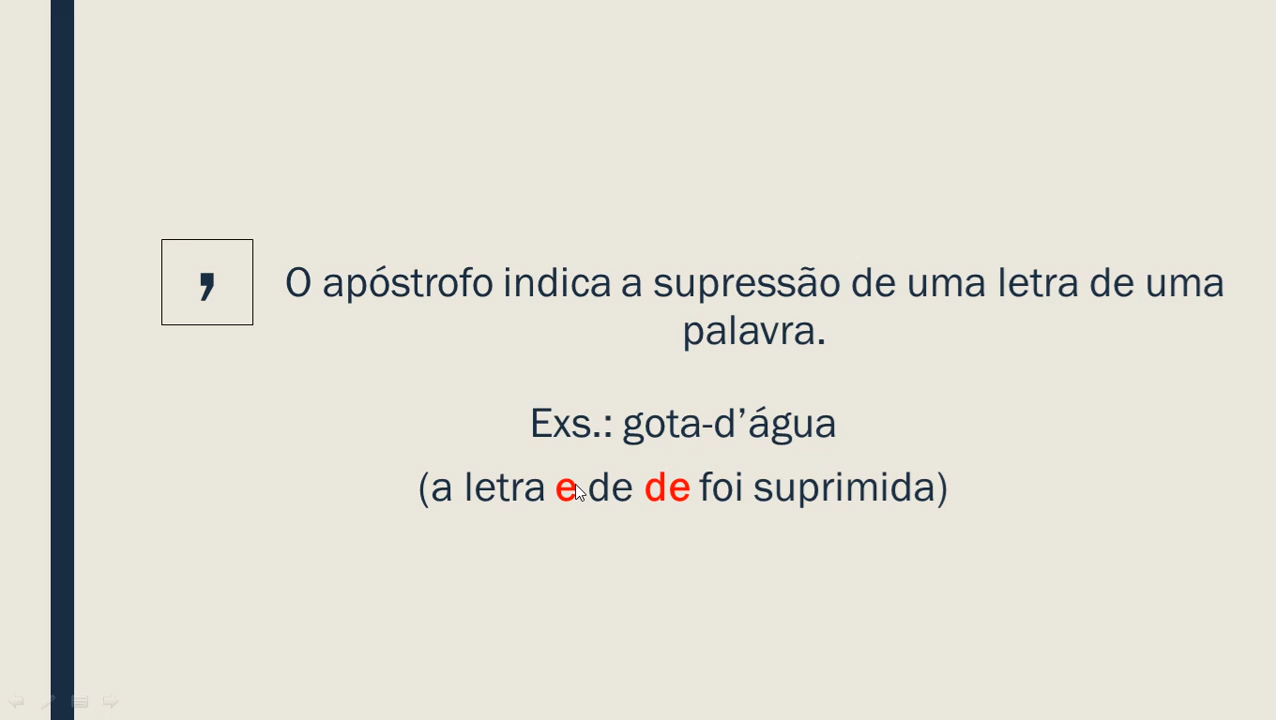 ’ O apóstrofo indica a supressão de uma letra de uma
palavra.
Exs.: gota-d’água
(a letra e de de foi suprimida)